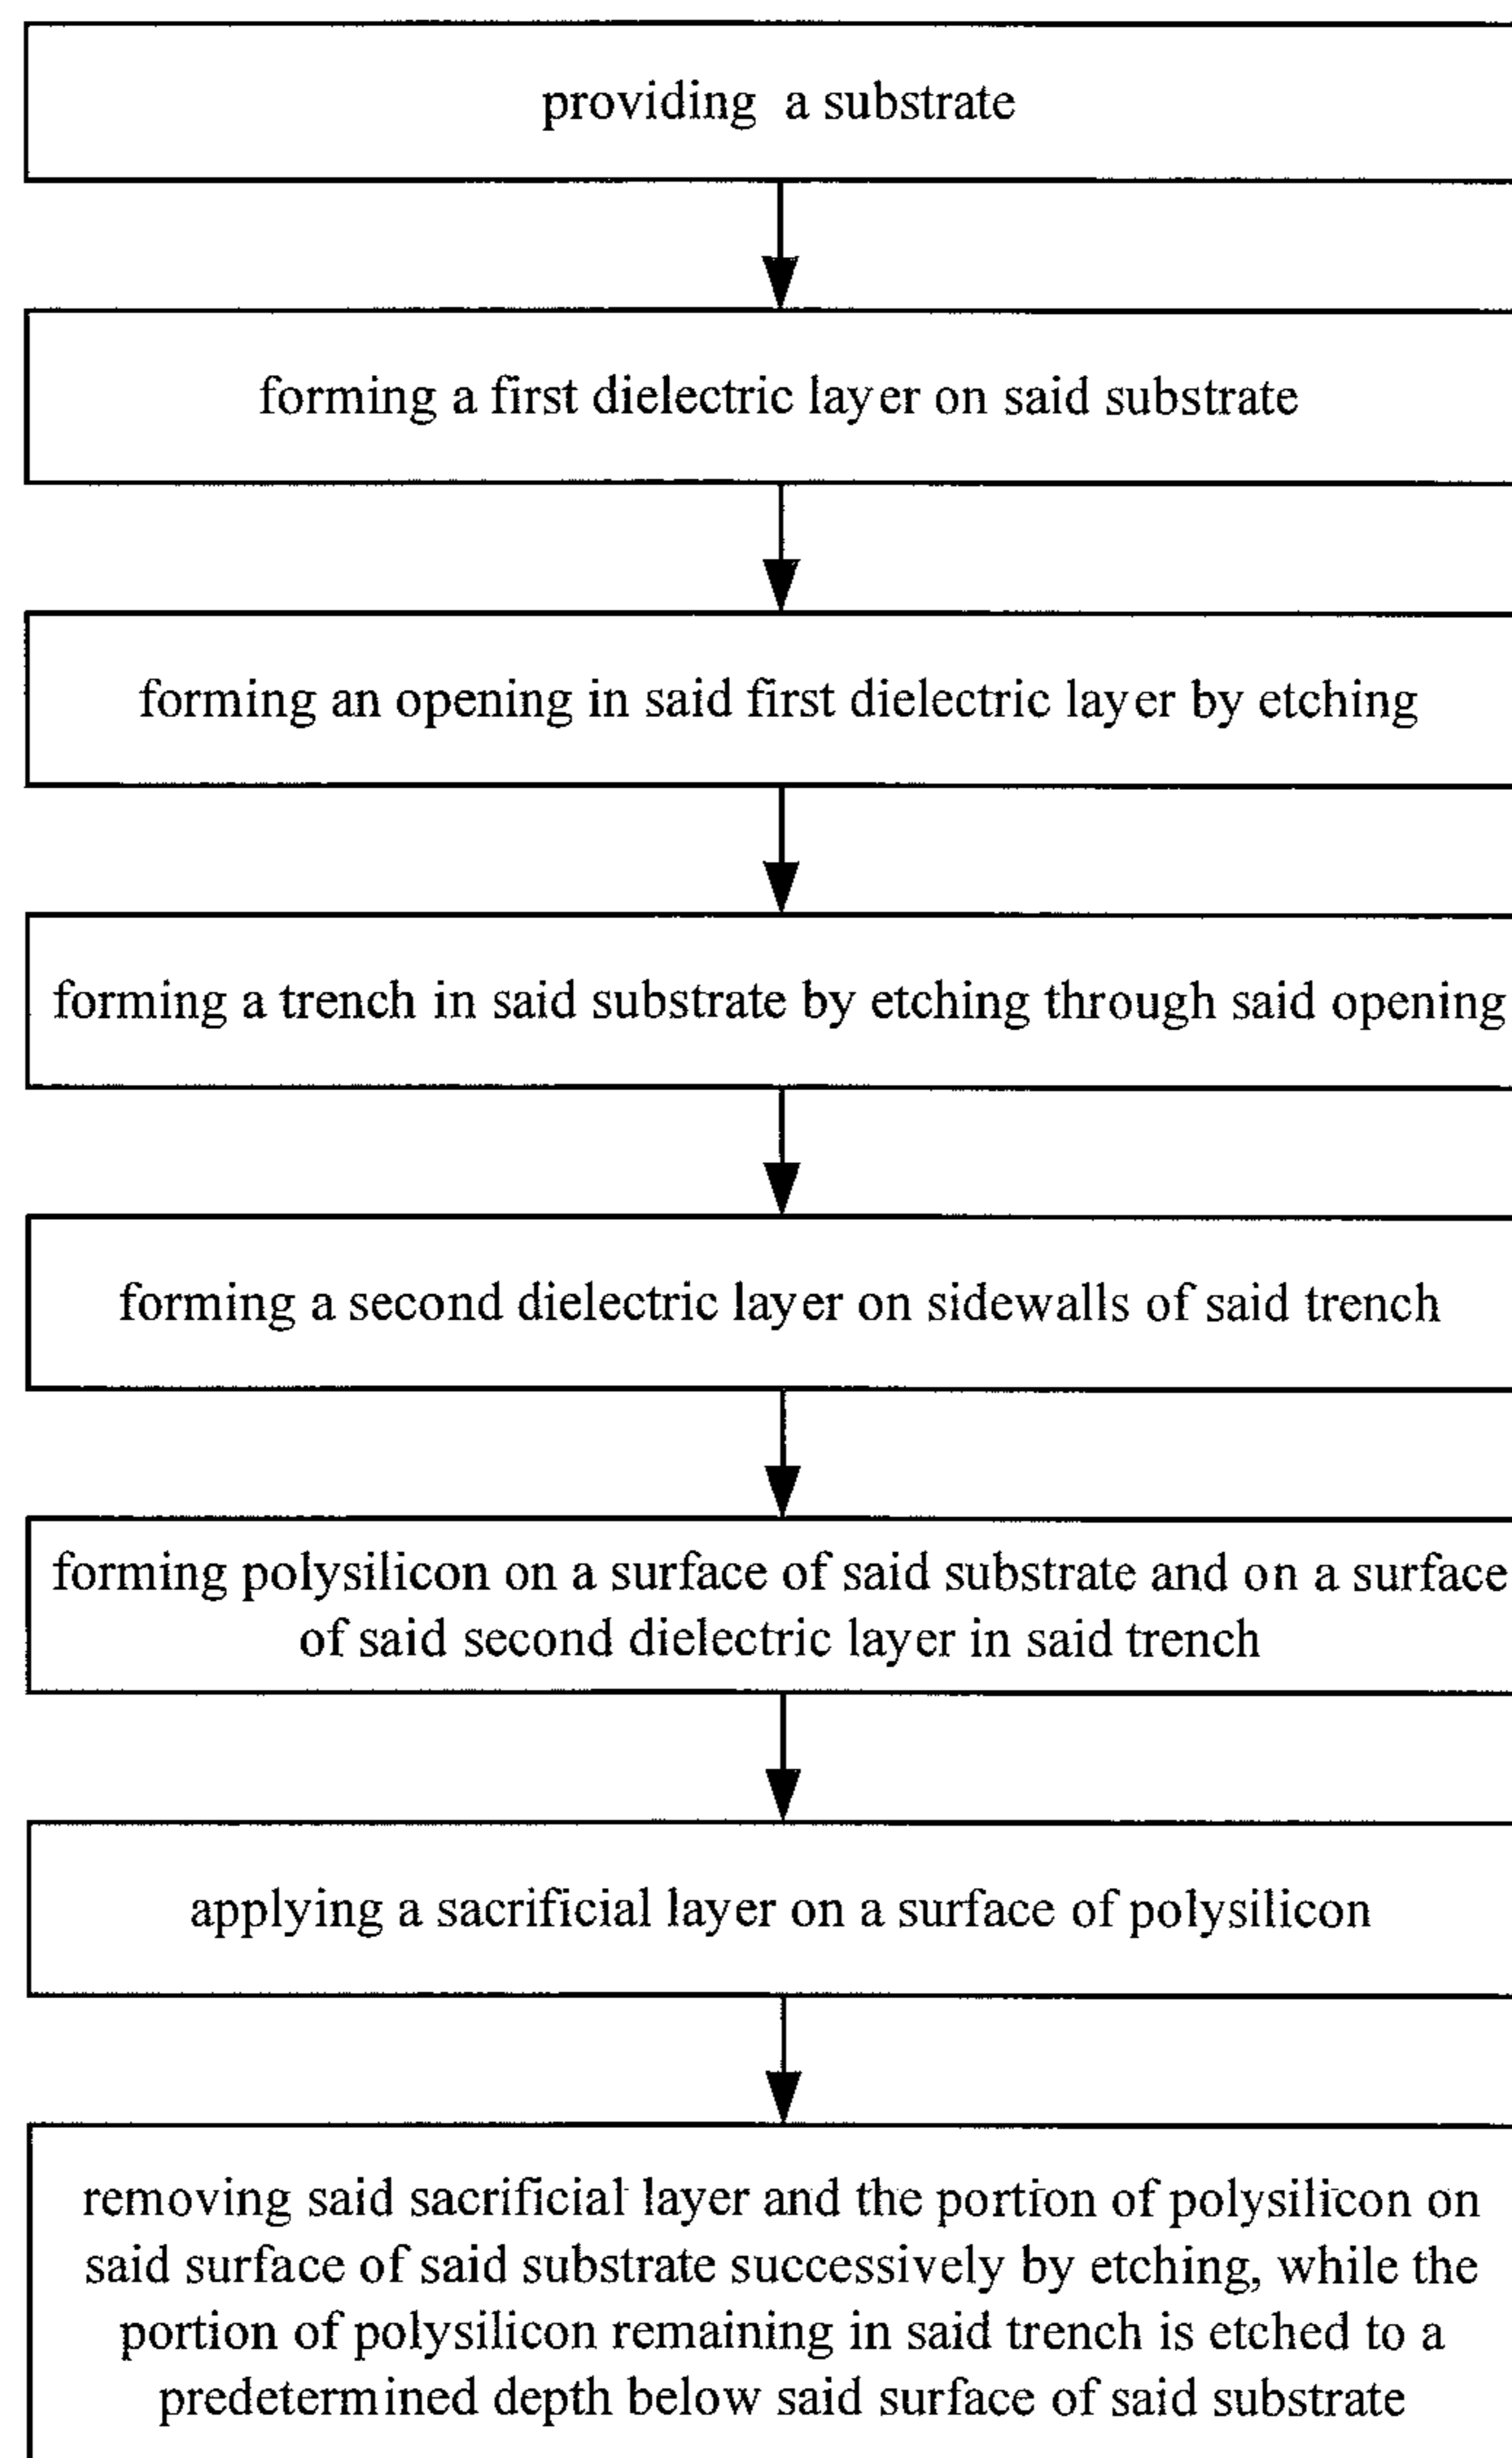 providing a substrate
forming a first dielectric layer on said substrate
forming an opening in said first dielectric layer by etching
forming a trench in said substrate by etching through said opening
forming a second dielectric layer on sidewalls of said trench
forming polysilicon on a surface of said substrate and on a surface
of said second dielectric layer in said trench
applying a sacrificial layer on a surface of polysilicon
removing said sacrificial layer and the portion of polysilicon on
said surface of said substrate successively by etching, while the
portion of polysilicon remaining in said trench is etched to a
predetermined depth below said surface of said substrate